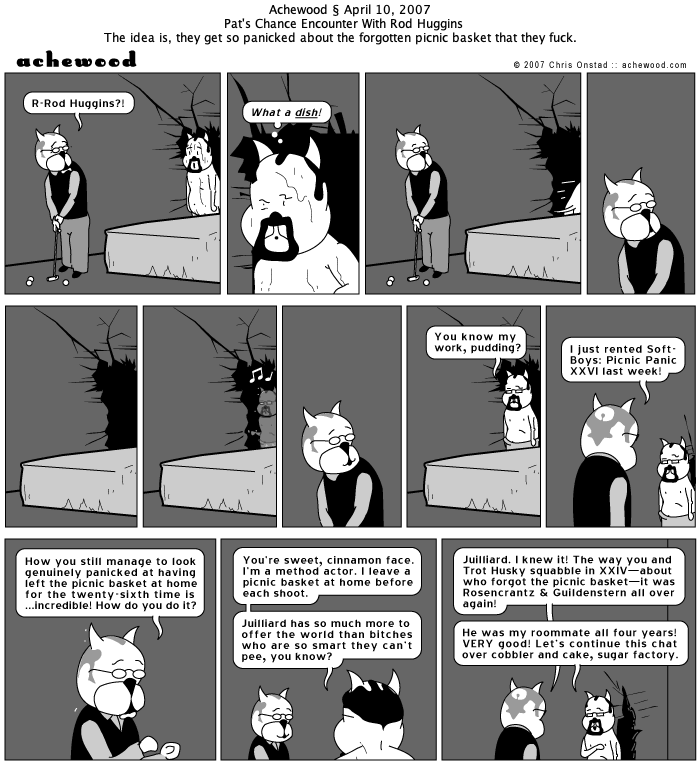 Achewood § April 10, 2007
Pat's Chance Encounter With Rod Huggins
The idea is, they get so panicked about the forgotten picnic basket that they fuck.
achewood
© 2007 Chris Onstad :: achewood.com
R-Rod Huggins?!
What a dish!
You know my
work, pudding?
I just rented Soft-
Boys: Picnic Panic
XXVI last week!
How you still manage to look
genuinely panicked at having
left the picnic basket at home
for the twenty-sixth time is
...incredible! How do you do it?
You're sweet, cinnamon face.
I'm a method actor. I leave a
picnic basket at home before
each shoot.
Juilliard has so much more to
offer the world than bitches
who are so smart they can't
pee, you know?
Juilliard. I knew it! The way you and
Trot Husky squabble in XXIV—about
who forgot the picnic basket—it was
Rosencrantz & Guildenstern all over
again!
He was my roommate all four years!
VERY good! Let's continue this chat
over cobbler and cake, sugar factory.